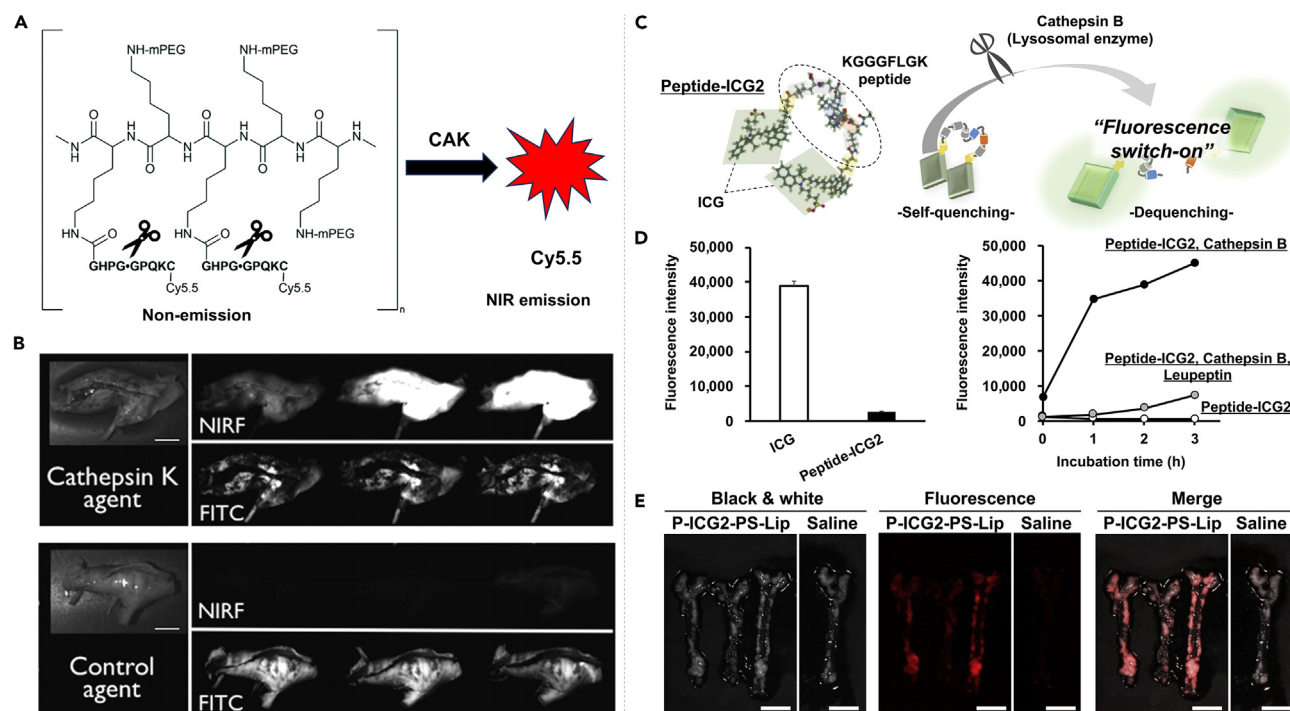 A
NH-mPEG
NH-mPEG
H
N
O
N
H
O
H
N
O
N
H
O
H
N
HN
O
HN
O
HN-mPEG
GHPG•GPQKC
GHPG•GPQKC
Cy5.5
Cy5.5
n
Non-emission
CAK
Cy5.5
NIR emission
B
NIRF
Cathepsin K
agent
FITC
NIRF
Control
agent
FITC
C
Cathepsin B
(Lysosomal enzyme)
KGGGFLGK
peptide
Peptide-ICG2
ICG
"Fluorescence
switch-on"
-Self-quenching-
-Dequenching-
D
Fluorescence intensity
50,000
40,000
30,000
20,000
10,000
0
ICG
Peptide-ICG2
Fluorescence intensity
50,000
40,000
30,000
20,000
10,000
0
Peptide-ICG2, Cathepsin B
Peptide-ICG2, Cathepsin B,
Leupeptin
Peptide-ICG2
0 1 2 3
Incubation time (h)
E
Black & white
P-ICG2-PS-Lip Saline
Fluorescence
P-ICG2-PS-Lip Saline
Merge
P-ICG2-PS-Lip Saline